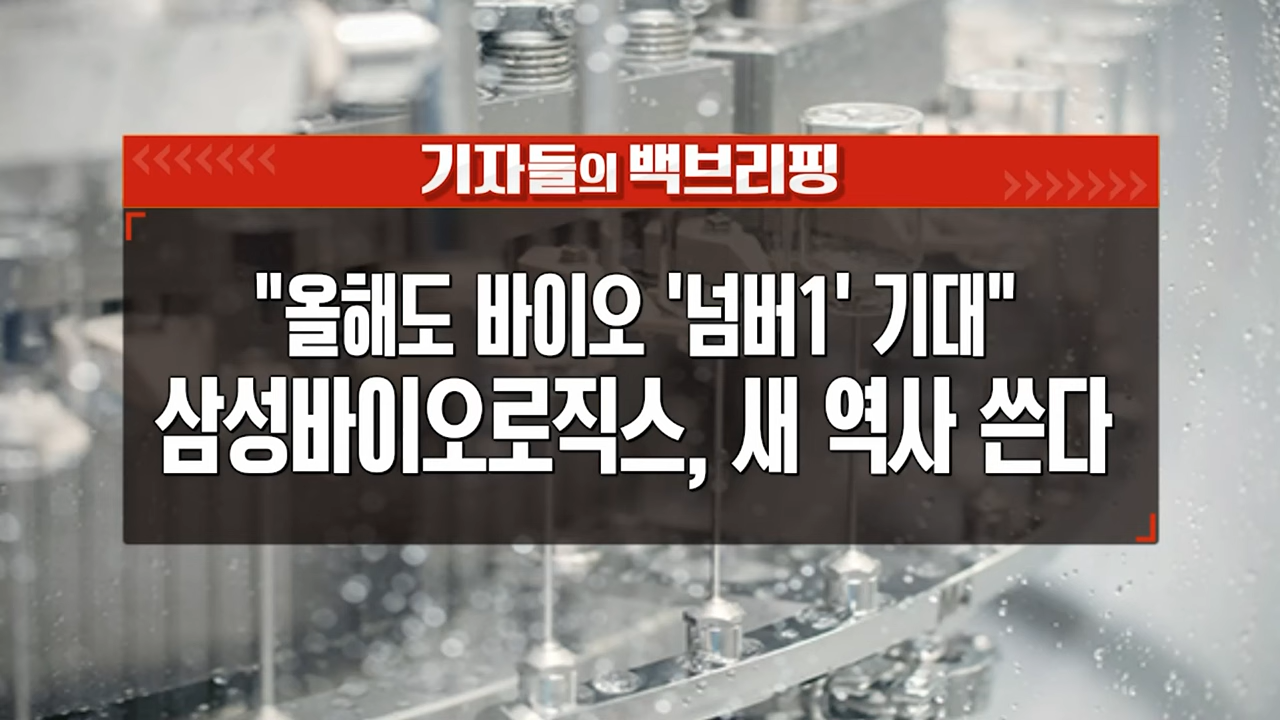 기자들의 백브리핑
"올해도 바이오 '넘버1' 기대"
삼성바이오로직스, 새 역사 쓴다